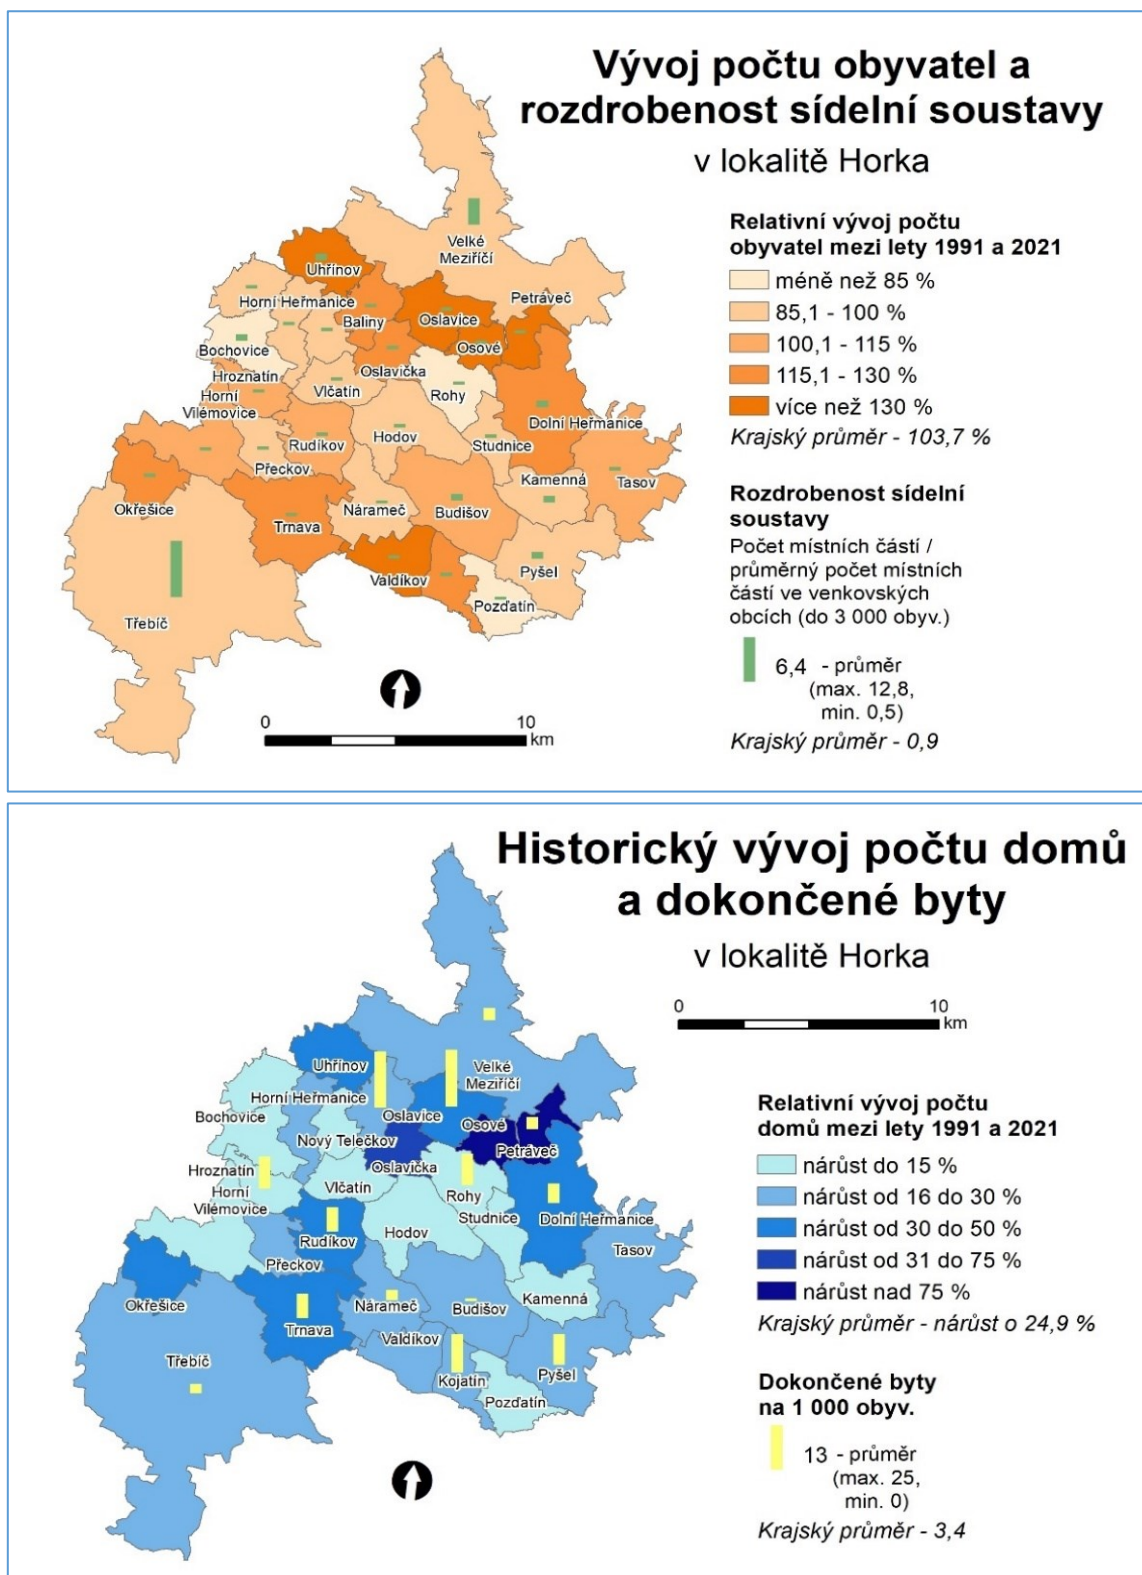 Vývoj počtu obyvatel a
rozdrobenost sídelní soustavy
v lokalitě Horka
Relativní vývoj počtu
obyvatel mezi lety 1991 a 2021
méně než 85 %
85,1 - 100 %
100,1 - 115 %
115,1 - 130 %
více než 130 %
Krajský průměr - 103,7 %
Rozdrobenost sídelní
soustavy
Počet místních částí /
průměrný počet místních
částí ve venkovských
obcích (do 3 000 obyv.)
6,4 - průměr
(max. 12,8,
min. 0,5)
Krajský průměr - 0,9
Velké
Meziříčí
Uhřínov
Petráveč
Horní Heřmanice
Baliny
Oslavice
Osové
Bochovice
Oslavička
Hroznatín
Vlčatín
Rohy
Horní
Vilémovice
Dolní Heřmanice
Rudíkov
Hodov
Studnice
Přeckov
Kamenná
Tasov
Okřešice
Nárameč
Budišov
Trnava
Pyšel
Valdíkov
Pozďatín
Třebíč
0 10
km
Historický vývoj počtu domů
a dokončené byty
v lokalitě Horka
0 10
km
Relativní vývoj počtu
domů mezi lety 1991 a 2021
nárůst do 15 %
nárůst od 16 do 30 %
nárůst od 30 do 50 %
nárůst od 31 do 75 %
nárůst nad 75 %
Krajský průměr - nárůst o 24,9 %
Dokončené byty
na 1 000 obyv.
13 - průměr
(max. 25,
min. 0)
Krajský průměr - 3,4
Uhřínov
Velké
Meziříčí
Horní Heřmanice
Bochovice
Oslavice
Osové
Nový Telečkov
Petráveč
Hroznatín
Oslavička
Rohy
Horní
Vilémovice
Vlčatín
Studnice
Dolní Heřmanice
Rudíkov
Hodov
Tasov
Přeckov
Okřešice
Kamenná
Nárameč
Budišov
Trnava
Valdíkov
Třebíč
Kojatín
Pyšel
Pozďatín